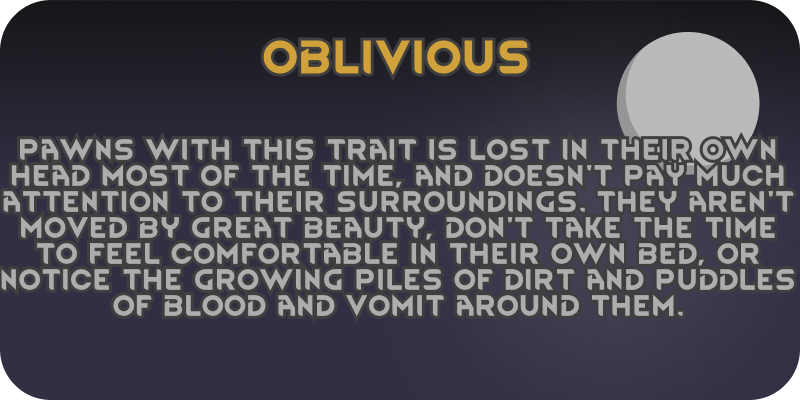 OBLIVIOUS
PAWNS WITH THIS TRAIT IS LOST IN THEIR OWN
HEAD MOST OF THE TIME, AND DOESN'T PAY MUCH
ATTENTION TO THEIR SURROUNDINGS. THEY AREN'T
MOVED BY GREAT BEAUTY, DON'T TAKE THE TIME
TO FEEL COMFORTABLE IN THEIR OWN BED, OR
NOTICE THE GROWING PILES OF DIRT AND PUDDLES
OF BLOOD AND VOMIT AROUND THEM.